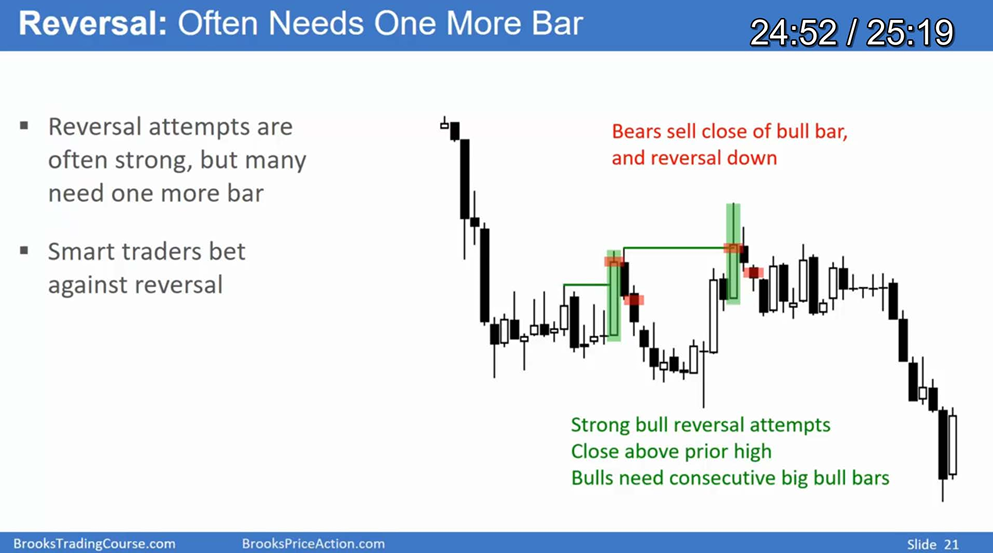 Reversal: Often Needs One More Bar
24:52 / 25:19
▪ Reversal attempts are
often strong, but many
need one more bar
▪ Smart traders bet
against reversal
Bears sell close of bull bar,
and reversal down
Strong bull reversal attempts
Close above prior high
Bulls need consecutive big bull bars
BrooksTradingCourse.com
BrooksPriceAction.com
Slide 21